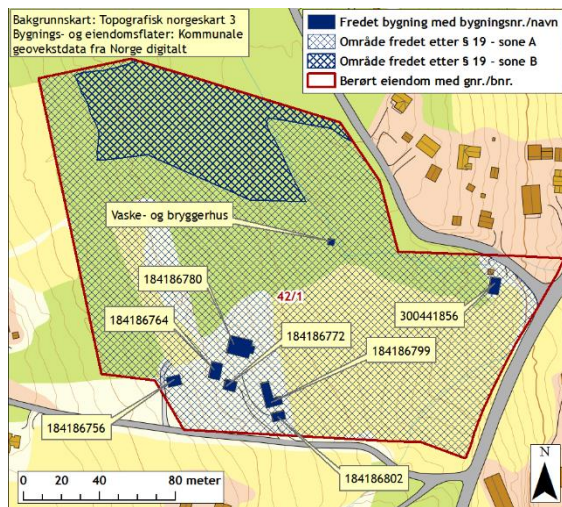 Bakgrunnskart: Topografisk norgeskart 3
Bygnings- og eiendomsflater: Kommunale
geovekstdata fra Norge digitalt
Fredet bygning med bygningsnr./navn
Område fredet etter § 19 - sone A
Område fredet etter § 19 - sone B
Berørt eiendom med gnr./bnr.
Vaske- og bryggerhus
184186780
42/1
184186764
300441856
184186772
184186799
184186756
184186802
0 20 40 80 meter
N